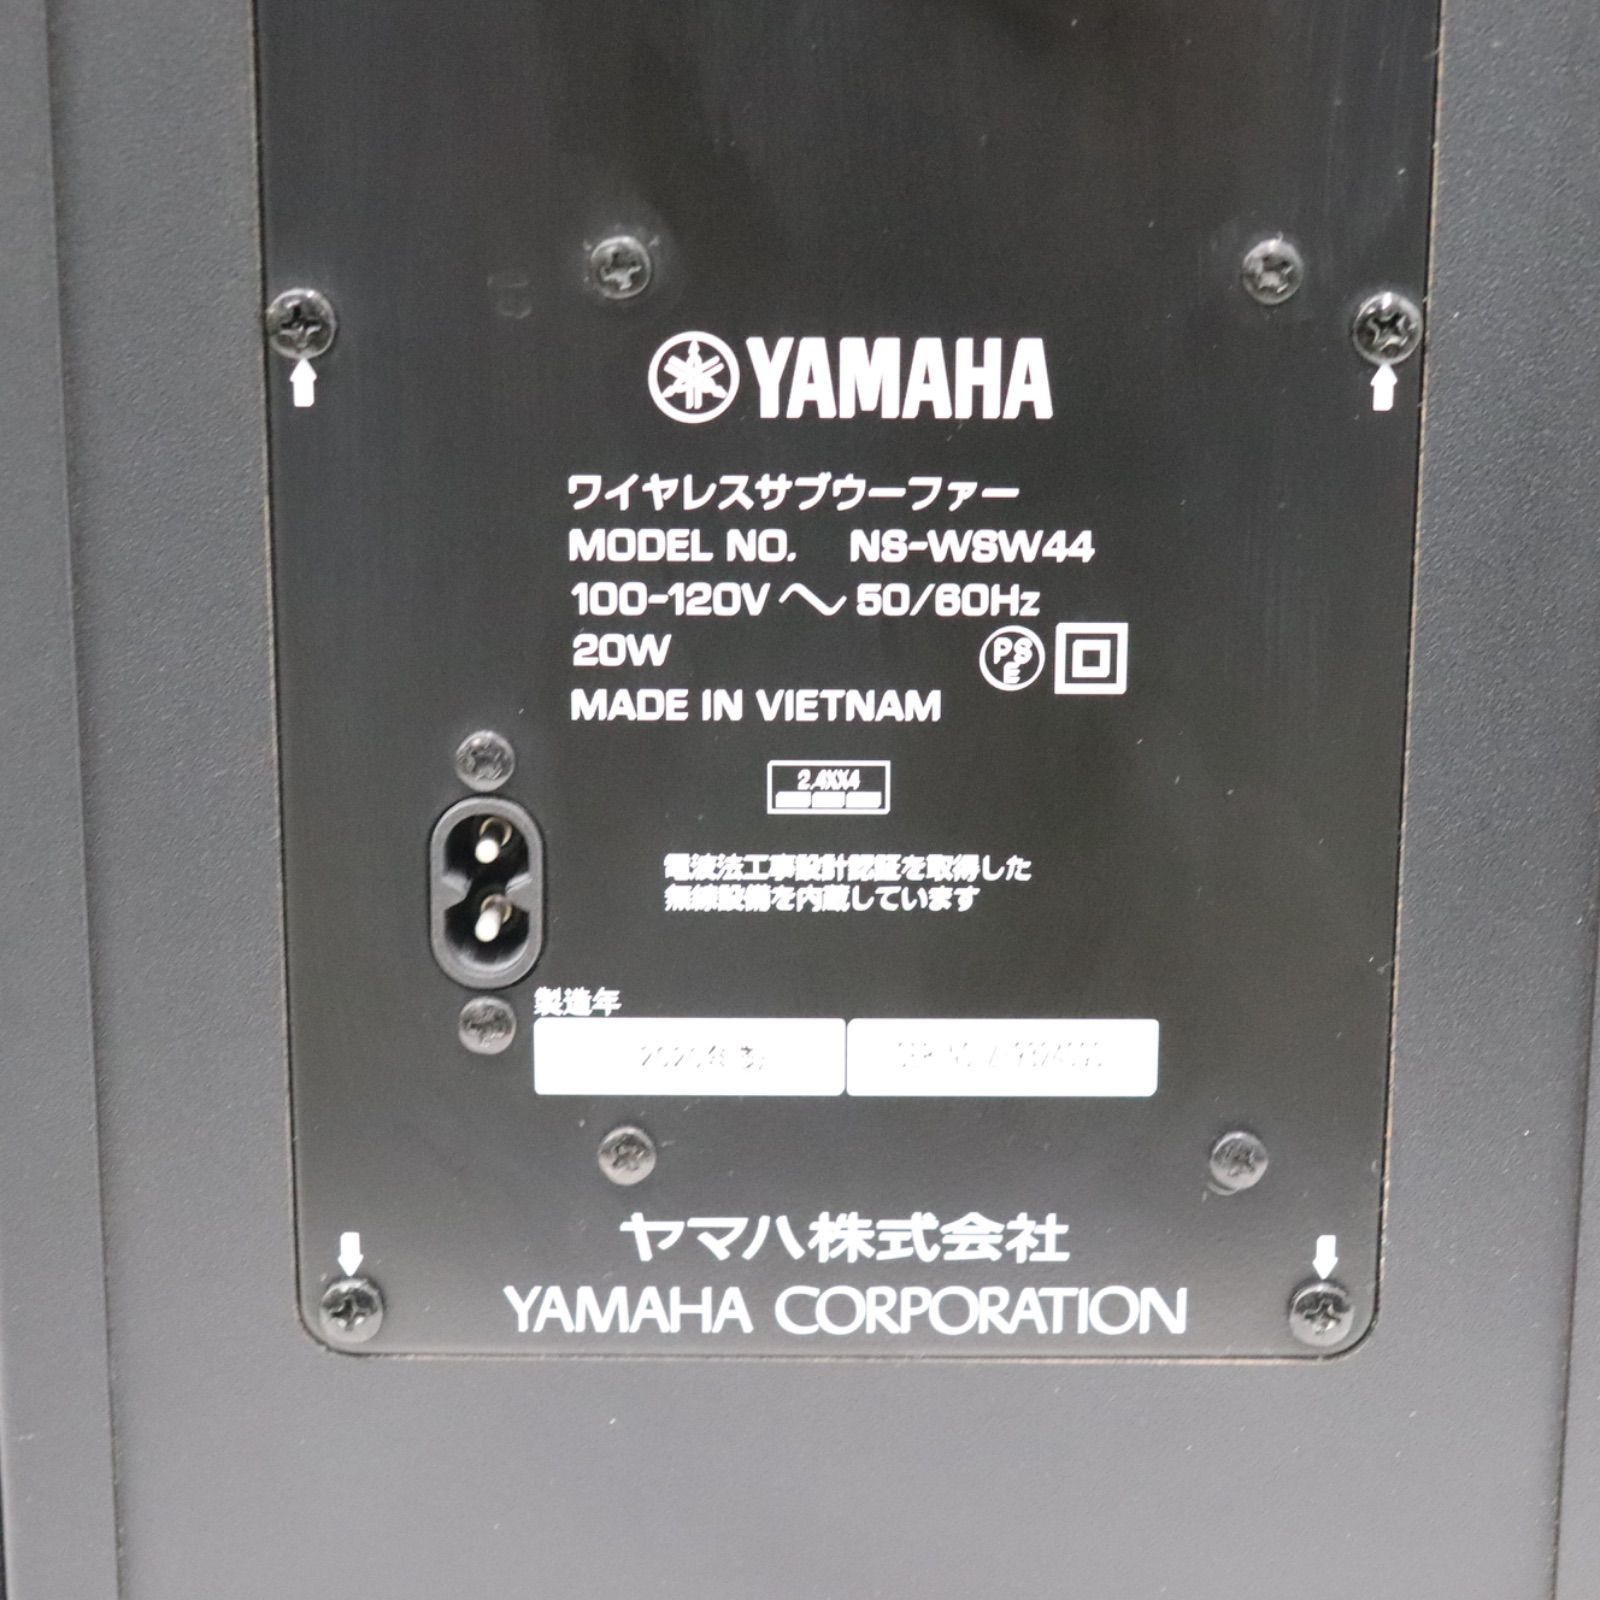 YAMAHA
ワイヤレスサブウーファー
MODEL NO. NS-WSW44
100-120V 〜 50/60Hz
20W
PS
E
MADE IN VIETNAM
2.4XX4
電波法工事設計認証を取得した
無線設備を内蔵しています
製造年
ヤマハ株式会社
YAMAHA CORPORATION